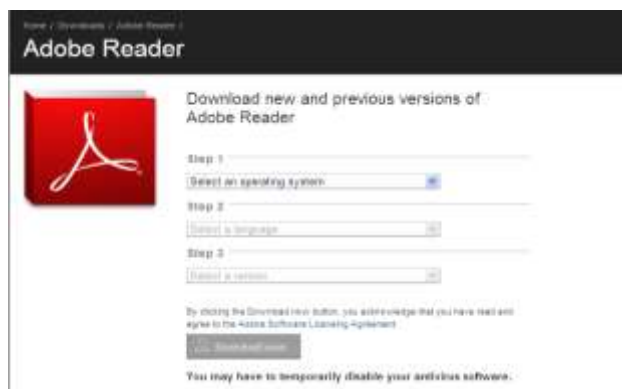 Home / Downloads / Adobe Reader /
Adobe Reader
Download new and previous versions of
Adobe Reader
Step 1
Select an operating system
Step 2
Select a language
Step 3
Select a version
By clicking the Download now button, you acknowledge that you have read and
agree to the Adobe Software Licensing Agreement
Download now
You may have to temporarily disable your antivirus software.